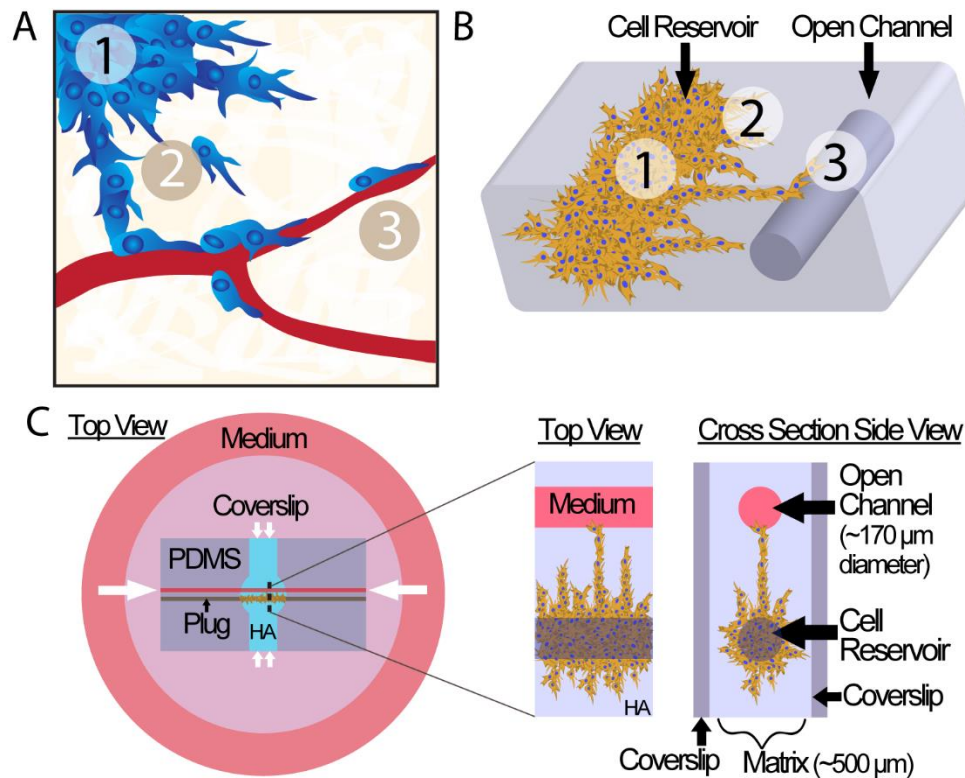 A
1
2
3
B
Cell Reservoir
Open Channel
1
2
3
C
Top View
Medium
Coverslip
PDMS
Plug
HA
Top View
Medium
HA
Cross Section Side View
Open
Channel
(~170 µm
diameter)
Cell
Reservoir
Coverslip
Coverslip
Matrix (~500 µm)